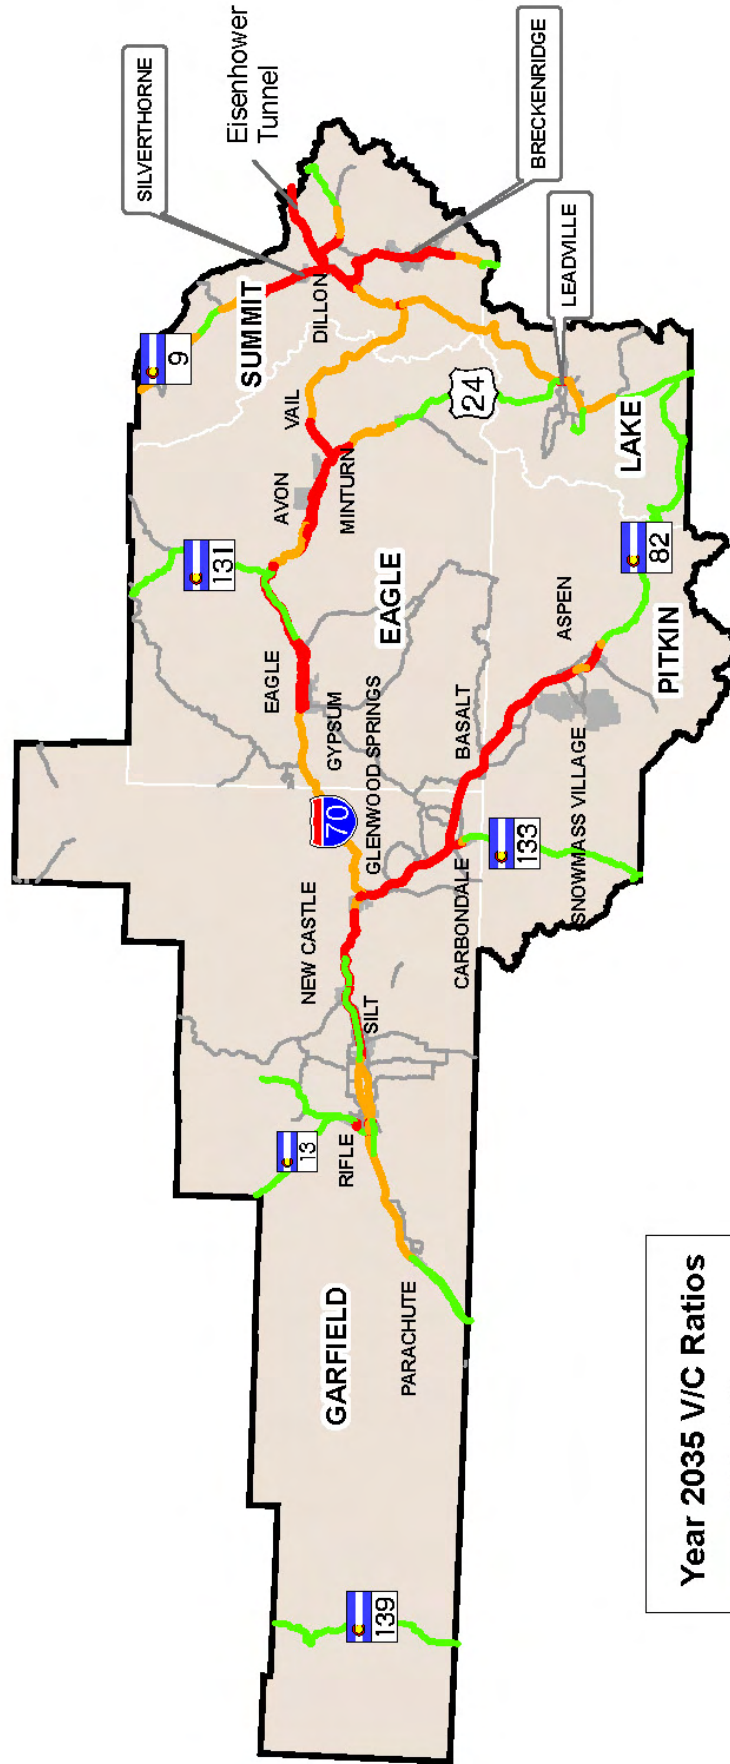 SILVERTHORNE
Eisenhower
Tunnel
BRECKENRIDGE
9
SUMMIT
DILLON
LEADVILLE
VAIL
24
AVON
MINTURN
LAKE
131
EAGLE
82
ASPEN
PITKIN
EAGLE
GYPSUM
BASALT
SNOWMASS VILLAGE
70
GLENWOOD SPRINGS
133
CARBONDALE
NEW CASTLE
SILT
13
RIFLE
PARACHUTE
GARFIELD
139
Year 2035 V/C Ratios